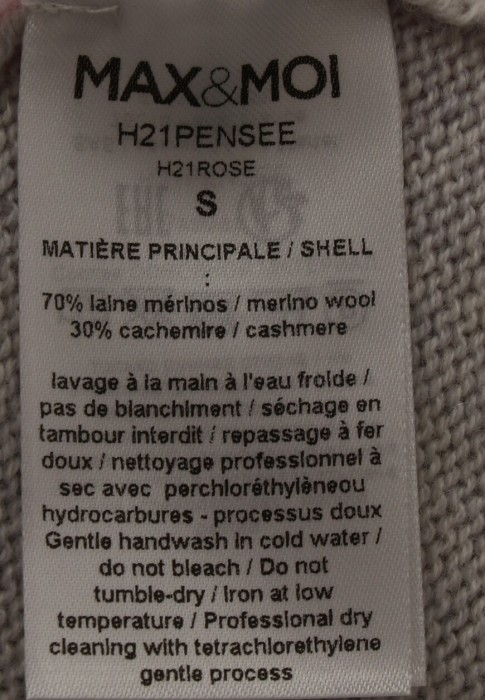 MAX&MOI
H21PENSEE
H21ROSE
S
MATIÈRE PRINCIPALE / SHELL
:
70% laine mérinos / merino wool
30% cachemire / cashmere
lavage à la main à l'eau froide /
pas de blanchiment / séchage en
tambour interdit / repassage à fer
doux / nettoyage professionnel à
sec avec perchloréthylèneou
hydrocarbures - processus doux
Gentle handwash in cold water /
do not bleach / Do not
tumble-dry / Iron at low
temperature / Professional dry
cleaning with tetrachlorethylene
gentle process